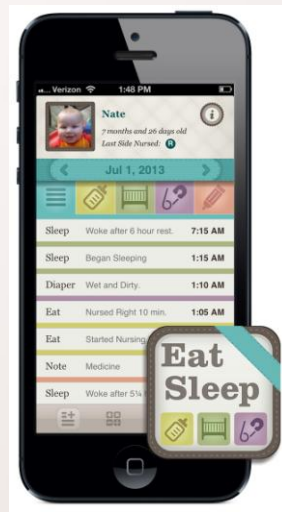 Verizon 1:48 PM
Nate
7 months and 26 days old
Last Side Nursed: R
i
Jul 1, 2013
Sleep Woke after 6 hour rest. 7:15 AM
Sleep Began Sleeping 1:15 AM
Diaper Wet and Dirty. 1:10 AM
Eat Nursed Right 10 min. 1:05 AM
Eat Started Nursing
Note Medicine
Sleep Woke after 5¼
Eat
Sleep